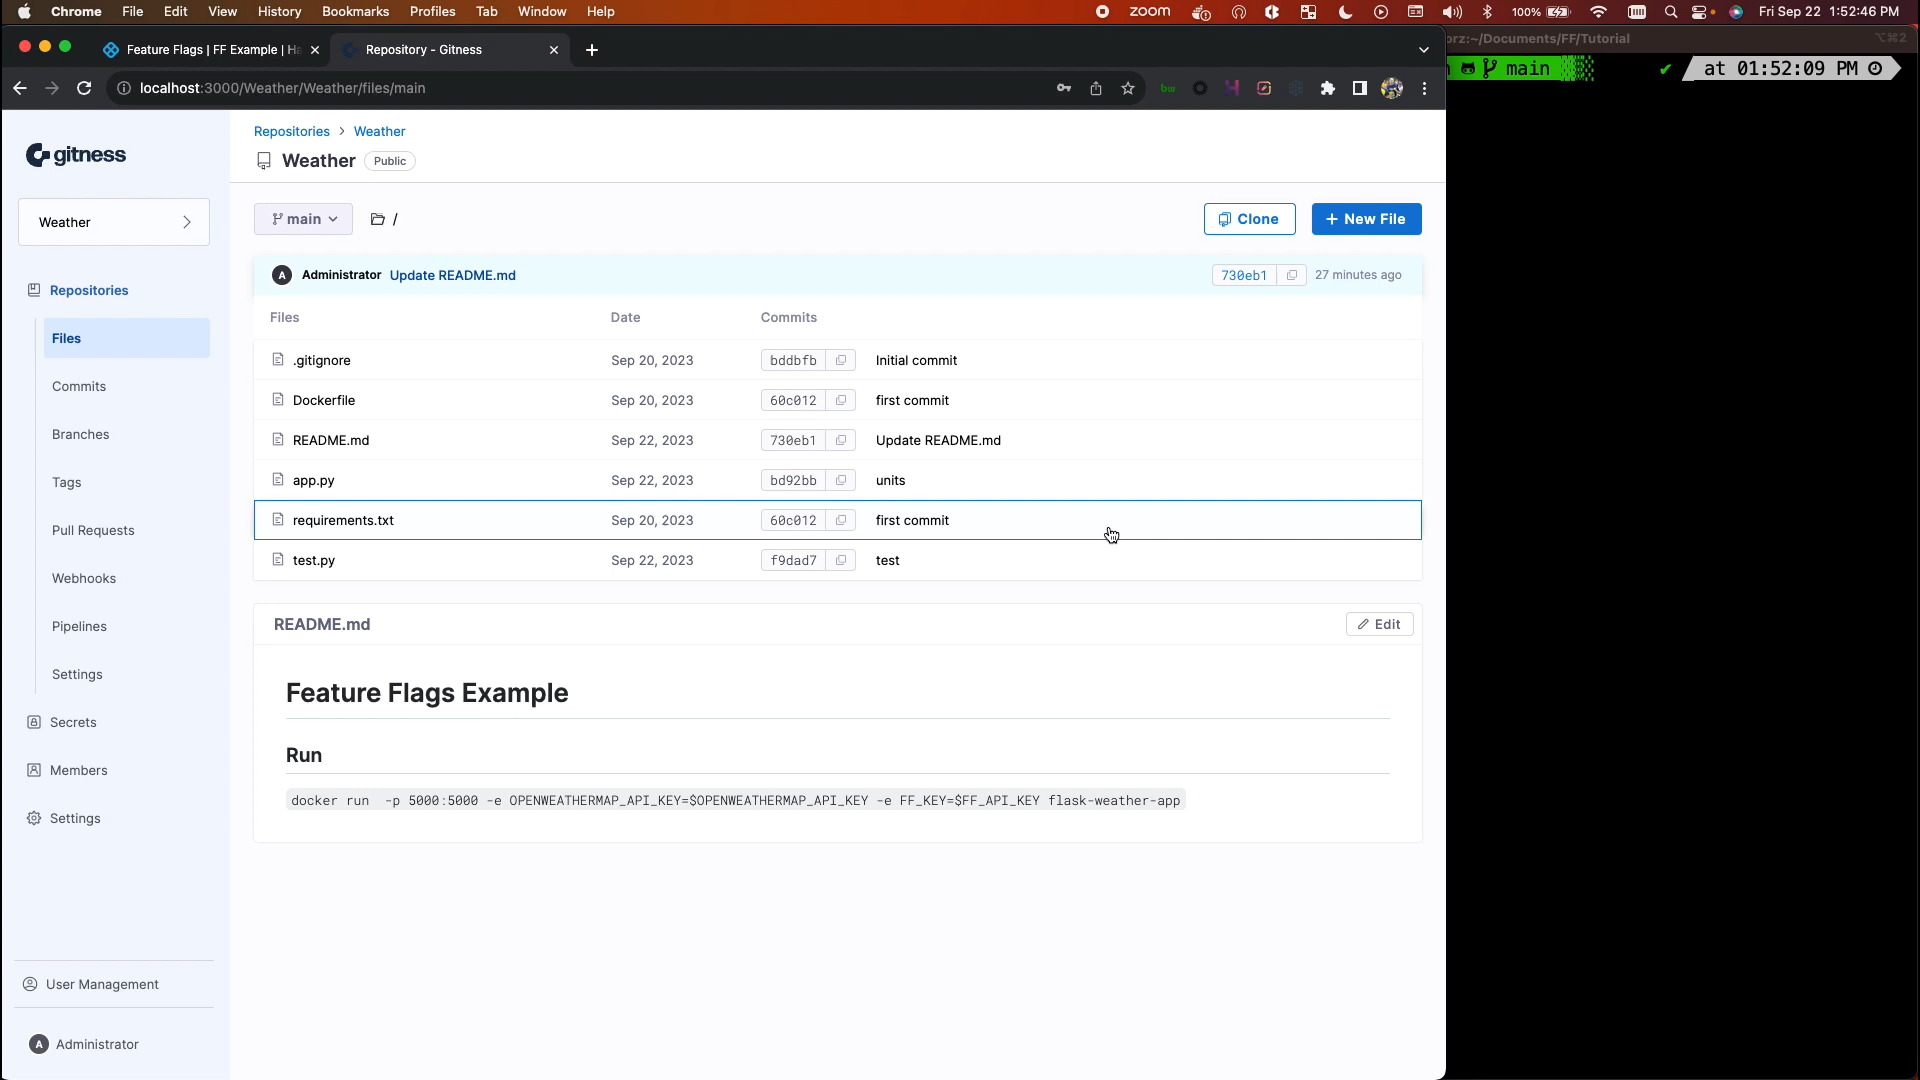 Chrome File Edit View History Bookmarks Profiles Tab Window Help zoom 100% Fri Sep 22 1:52:46 PM
Feature Flags | FF Example | Ha
Repository - Gitness
orz:~/Documents/FF/Tutorial ⌥⌘2
localhost:3000/Weather/Weather/files/main
bw
main ✔ at 01:52:09 PM
gitness
Weather
Repositories
Files
Commits
Branches
Tags
Pull Requests
Webhooks
Pipelines
Settings
Secrets
Members
Settings
User Management
A Administrator
Repositories > Weather
Weather Public
main /
Clone
+ New File
A Administrator Update README.md 730eb1 27 minutes ago
Files Date Commits
.gitignore Sep 20, 2023 bddbfb Initial commit
Dockerfile Sep 20, 2023 60c012 first commit
README.md Sep 22, 2023 730eb1 Update README.md
app.py Sep 22, 2023 bd92bb units
requirements.txt Sep 20, 2023 60c012 first commit
test.py Sep 22, 2023 f9dad7 test
README.md Edit
Feature Flags Example
Run
docker run  -p 5000:5000 -e OPENWEATHERMAP_API_KEY=$OPENWEATHERMAP_API_KEY -e FF_KEY=$FF_API_KEY flask-weather-app